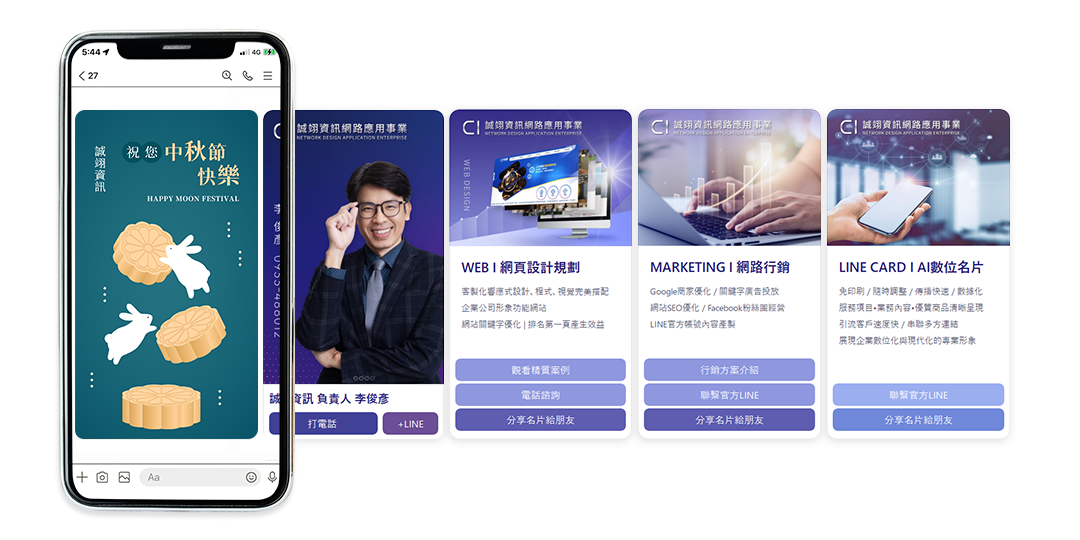 5:44
4G
27
誠翊資訊
祝您 中秋節
快樂
HAPPY MOON FESTIVAL
Aa
李俊彥 0955-488012
NETWORK DESIGN APPLICATION ENTERPRISE
誠翊資訊網路應用事業
資訊 負責人 李俊彥
打電話
+LINE
CI 誠翊資訊網路應用事業
NETWORK DESIGN APPLICATION ENTERPRISE
WEB DESIGN
WEB I 網頁設計規劃
客製化響應式設計、程式、視覺完美搭配
企業公司形象功能網站
網站關鍵字優化 | 排名第一頁產生效益
觀看精質案例
電話諮詢
分享名片給朋友
CI 誠翊資訊網路應用事業
NETWORK DESIGN APPLICATION ENTERPRISE
MARKETING I 網路行銷
Google商家優化 / 關鍵字廣告投放
網站SEO優化 / Facebook粉絲團經營
LINE官方帳號內容產製
行銷方案介紹
聯繫官方LINE
分享名片給朋友
CI 誠翊資訊網路應用事業
NETWORK DESIGN APPLICATION ENTERPRISE
LINE CARD I AI數位名片
免印刷 / 隨時調整 / 傳播快速 / 數據化
服務項目•業務內容•優質商品清晰呈現
引流客戶速度快 / 串聯多方連結
展現企業數位化與現代化的專業形象
聯繫官方LINE
分享名片給朋友